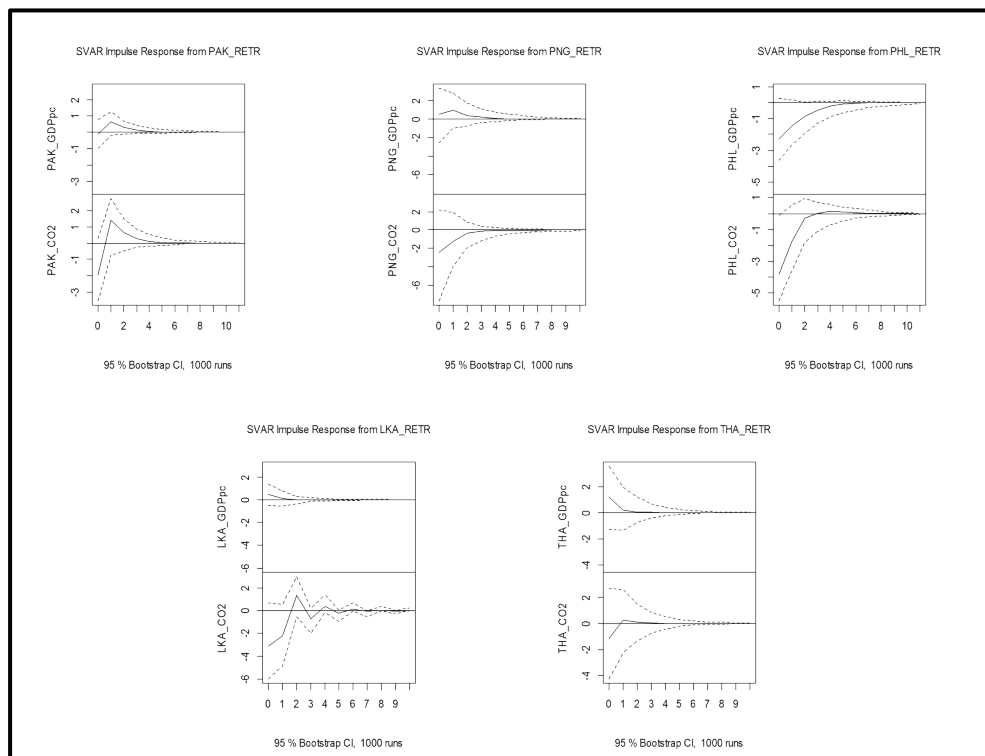 SVAR Impulse Response from PAK_RETR
PAK_GDPpc
2
1
0
-1
-3
PAK_CO2
2
1
0
-1
-3
0 2 4 6 8 10
95 % Bootstrap CI, 1000 runs
SVAR Impulse Response from PNG_RETR
PNG_GDPpc
2
0
-2
-6
PNG_CO2
2
0
-2
-6
0 1 2 3 4 5 6 7 8 9
95 % Bootstrap CI, 1000 runs
SVAR Impulse Response from PHL_RETR
PHL_GDPpc
1
-1
-3
-5
PHL_CO2
1
-1
-3
-5
0 2 4 6 8 10
95 % Bootstrap CI, 1000 runs
SVAR Impulse Response from LKA_RETR
LKA_GDPpc
2
0
-2
-4
-6
LKA_CO2
2
0
-2
-4
-6
0 1 2 3 4 5 6 7 8 9
95 % Bootstrap CI, 1000 runs
SVAR Impulse Response from THA_RETR
THA_GDPpc
2
0
-2
-4
THA_CO2
2
0
-2
-4
0 1 2 3 4 5 6 7 8 9
95 % Bootstrap CI, 1000 runs